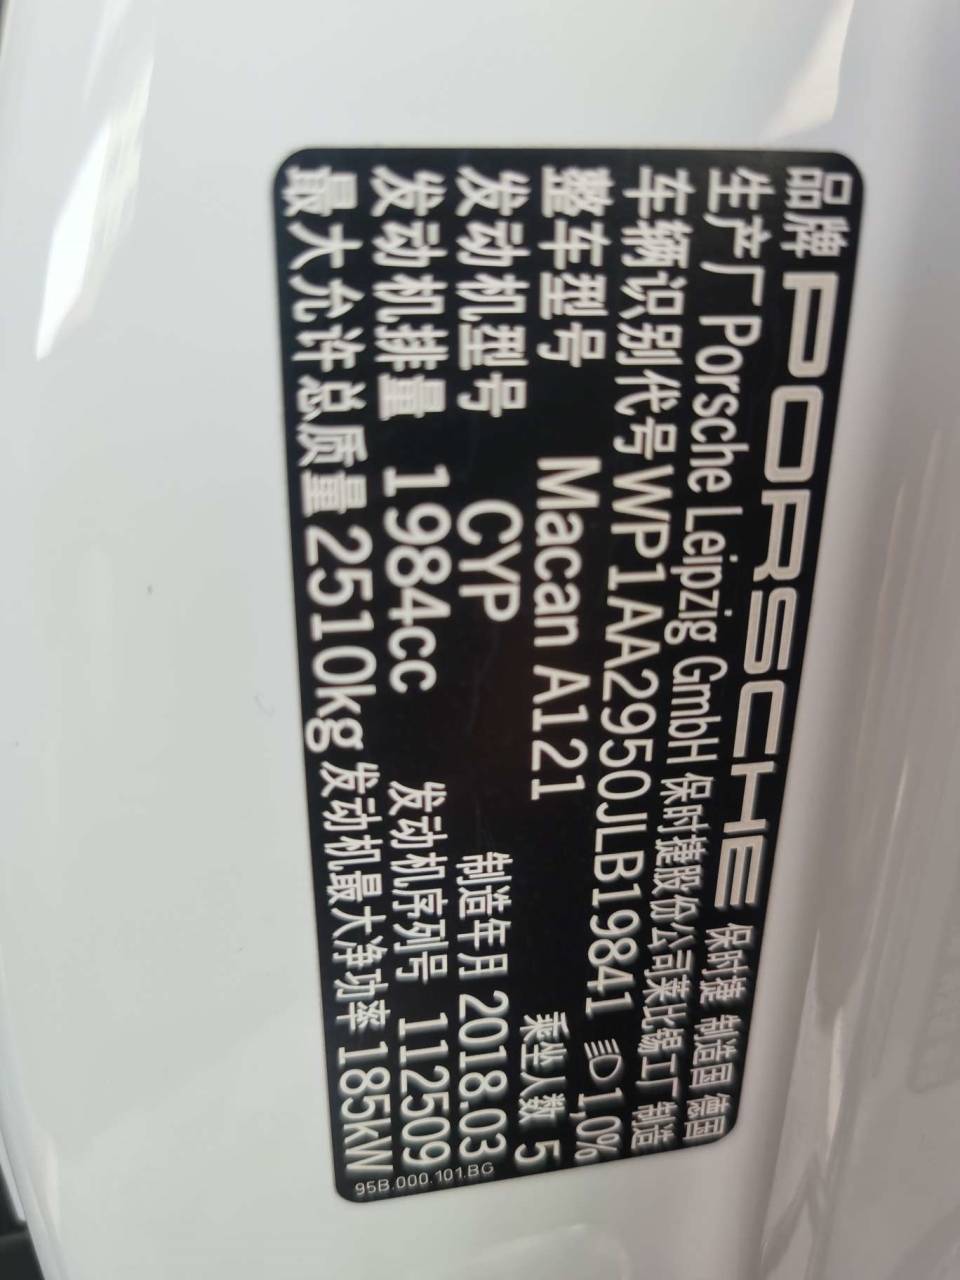 品牌 PORSCHE 保时捷 制造国 德国
生产厂 Porsche Leipzig GmbH 保时捷股份公司莱比锡工厂 制造
车辆识别代号 WP1AA2950JLB19841 1,0%
整车型号 Macan A121 乘坐人数 5
发动机型号 CYP 制造年月 2018.03
发动机排量 1984cc 发动机序列号 112509
最大允许总质量 2510kg 发动机最大净功率 185kW
95B.000.101.BG